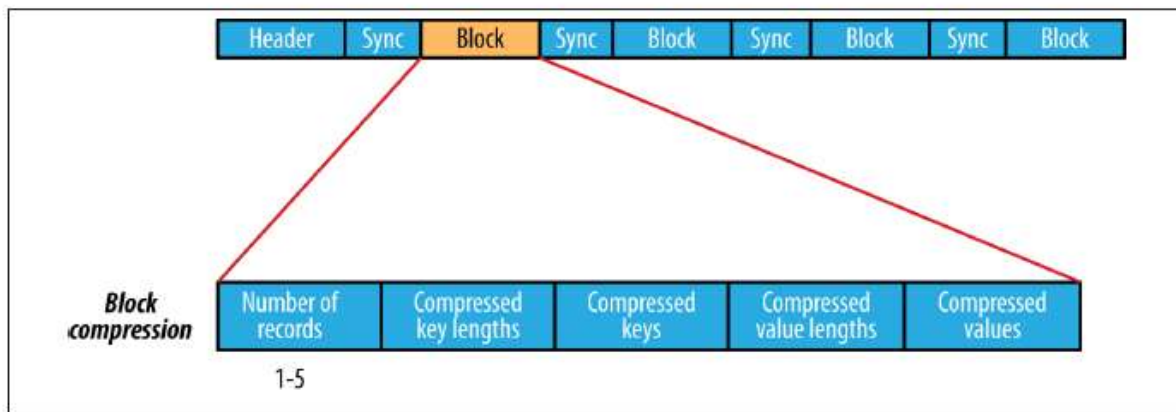 Header Sync Block Sync Block Sync Block Sync Block
Block
compression
Number of
records
Compressed
key lengths
Compressed
keys
Compressed
value lengths
Compressed
values
1-5